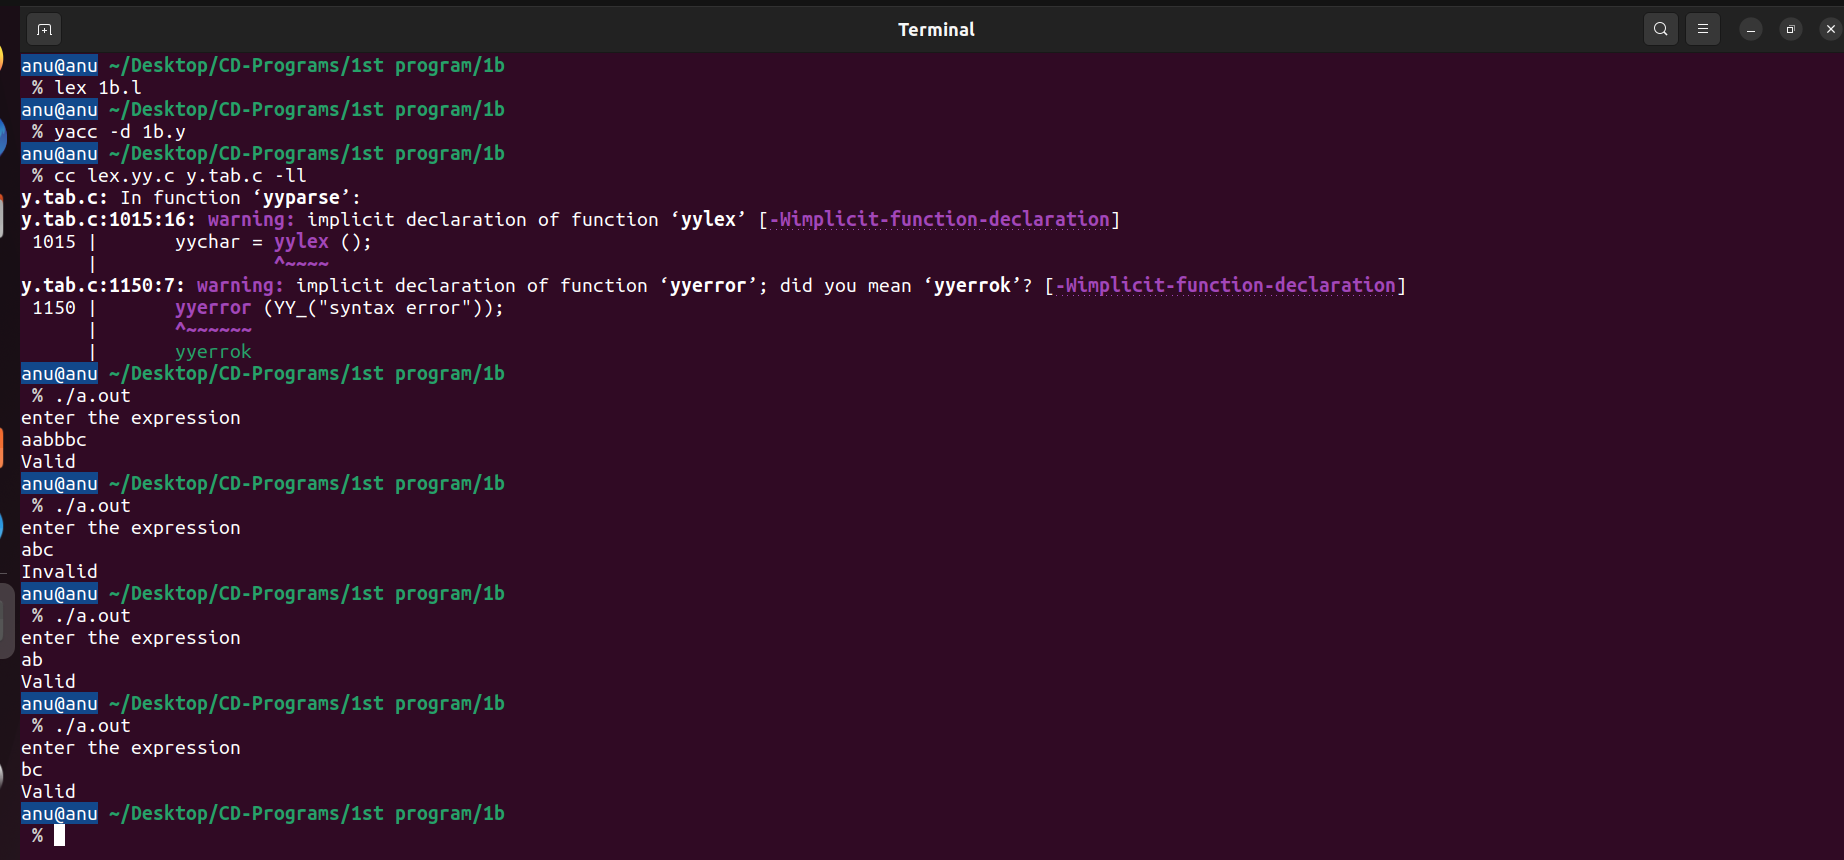 Terminal
anu@anu ~/Desktop/CD-Programs/1st program/1b
% lex 1b.l
anu@anu ~/Desktop/CD-Programs/1st program/1b
% yacc -d 1b.y
anu@anu ~/Desktop/CD-Programs/1st program/1b
% cc lex.yy.c y.tab.c -ll
y.tab.c: In function ‘yyparse’:
y.tab.c:1015:16: warning: implicit declaration of function ‘yylex’ [-Wimplicit-function-declaration]
1015 |       yychar = yylex ();
|                ^~~~~
y.tab.c:1150:7: warning: implicit declaration of function ‘yyerror’; did you mean ‘yyerrok’? [-Wimplicit-function-declaration]
1150 |       yyerror (YY_("syntax error"));
|       ^~~~~~~
|       yyerrok
anu@anu ~/Desktop/CD-Programs/1st program/1b
% ./a.out
enter the expression
aabbbc
Valid
anu@anu ~/Desktop/CD-Programs/1st program/1b
% ./a.out
enter the expression
abc
Invalid
anu@anu ~/Desktop/CD-Programs/1st program/1b
% ./a.out
enter the expression
ab
Valid
anu@anu ~/Desktop/CD-Programs/1st program/1b
% ./a.out
enter the expression
bc
Valid
anu@anu ~/Desktop/CD-Programs/1st program/1b
%